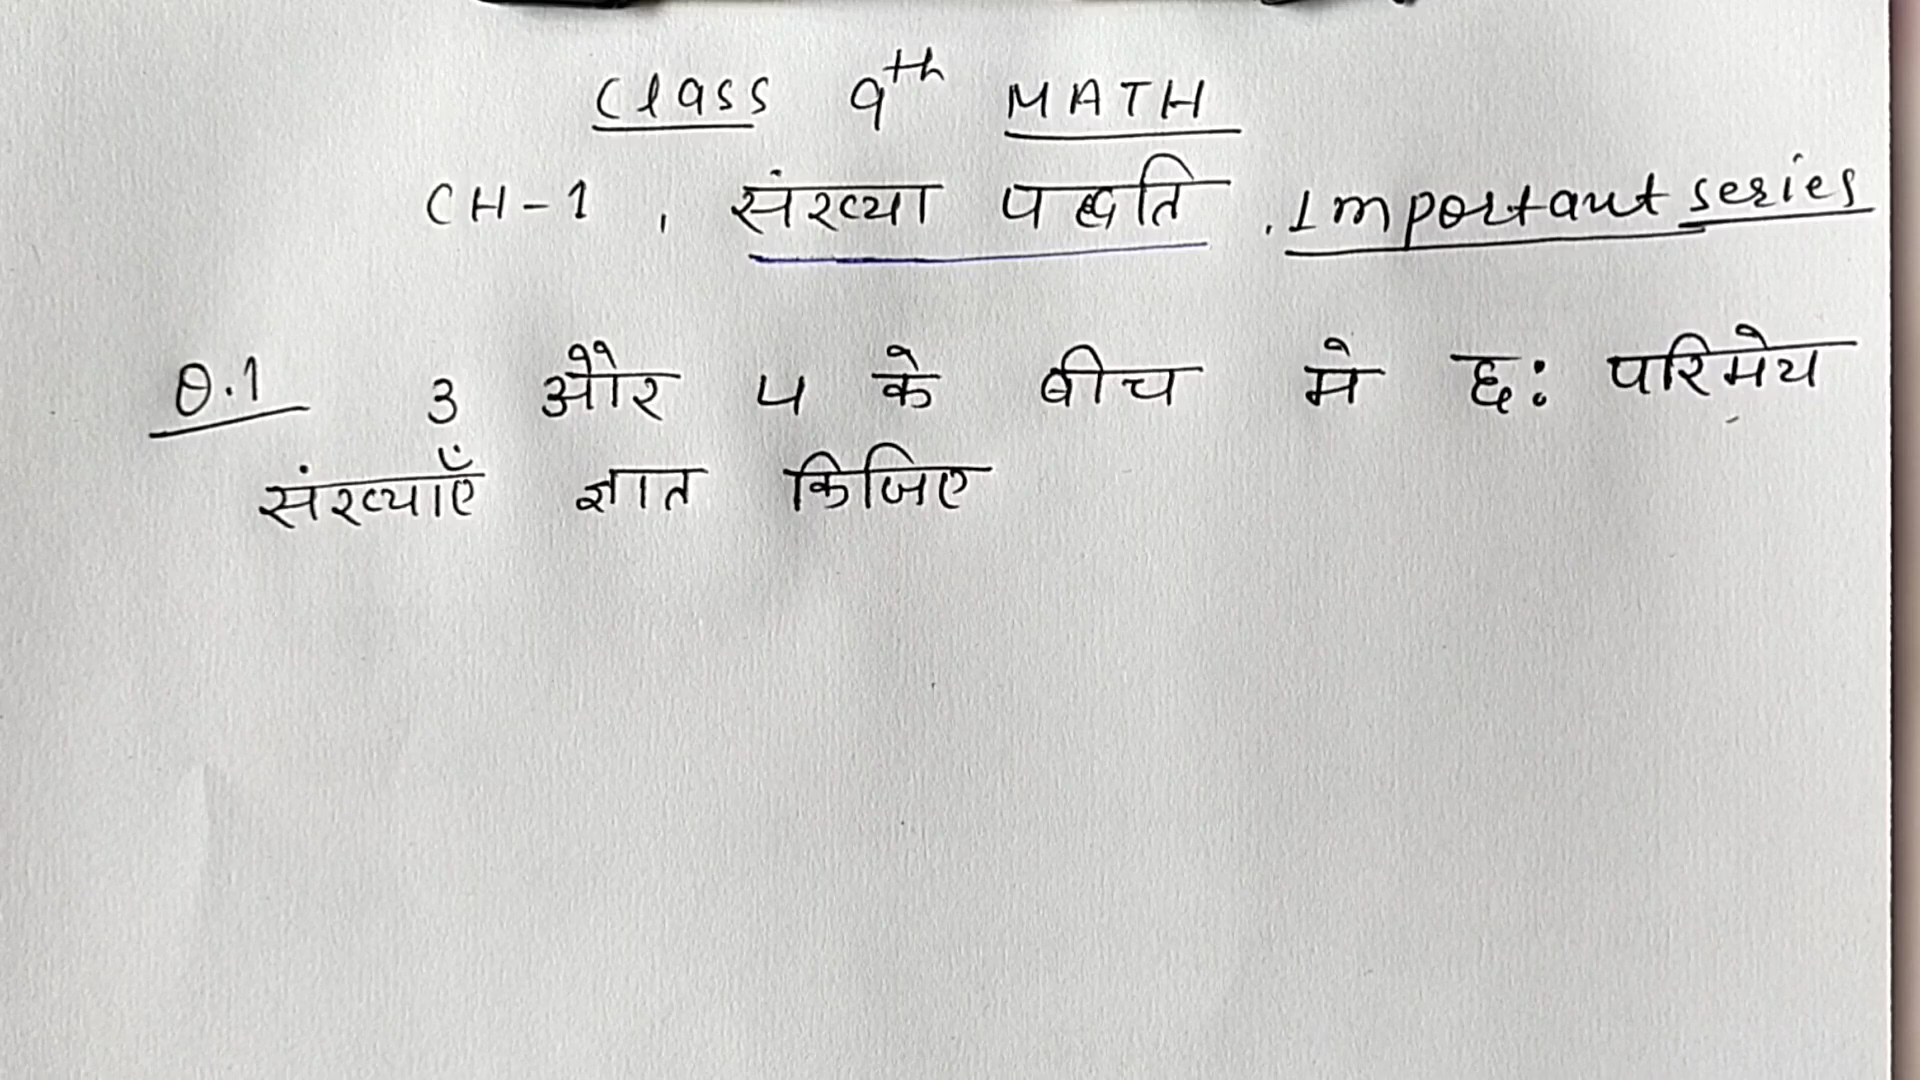 Class 9th MATH
CH-1, संख्या पद्धति, Important series
Q.1 3 और 4 के बीच मे छ: परिमेय
संख्याएँ ज्ञात किजिए